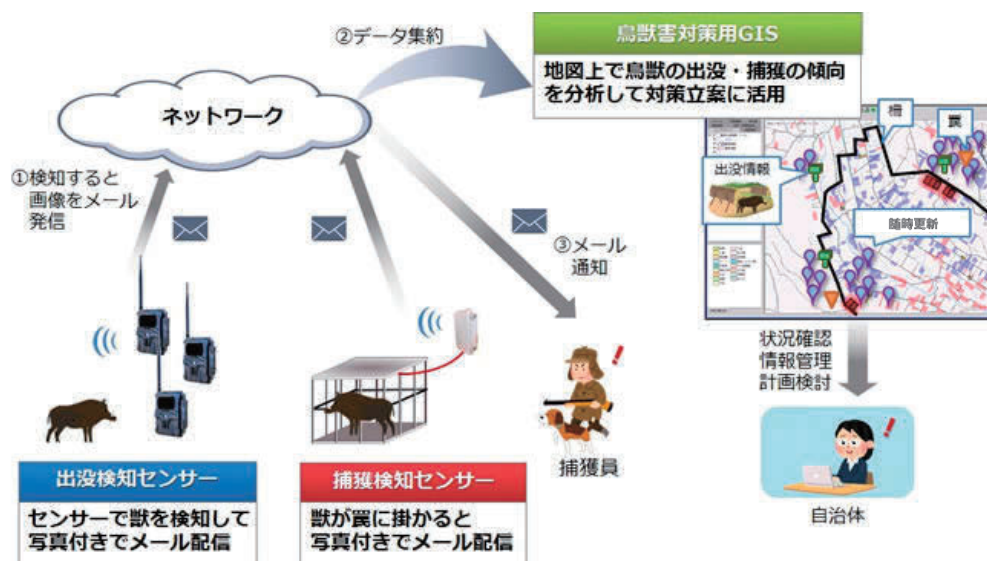 ②データ集約
鳥獣害対策用GIS
地図上で鳥獣の出没・捕獲の傾向
を分析して対策立案に活用
ネットワーク
柵
罠
出没情報
随時更新
①検知すると
画像をメール
発信
③メール
通知
状況確認
情報管理
計画検討
捕獲員
自治体
出没検知センサー
センサーで獣を検知して
写真付きでメール配信
捕獲検知センサー
獣が罠に掛かると
写真付きでメール配信